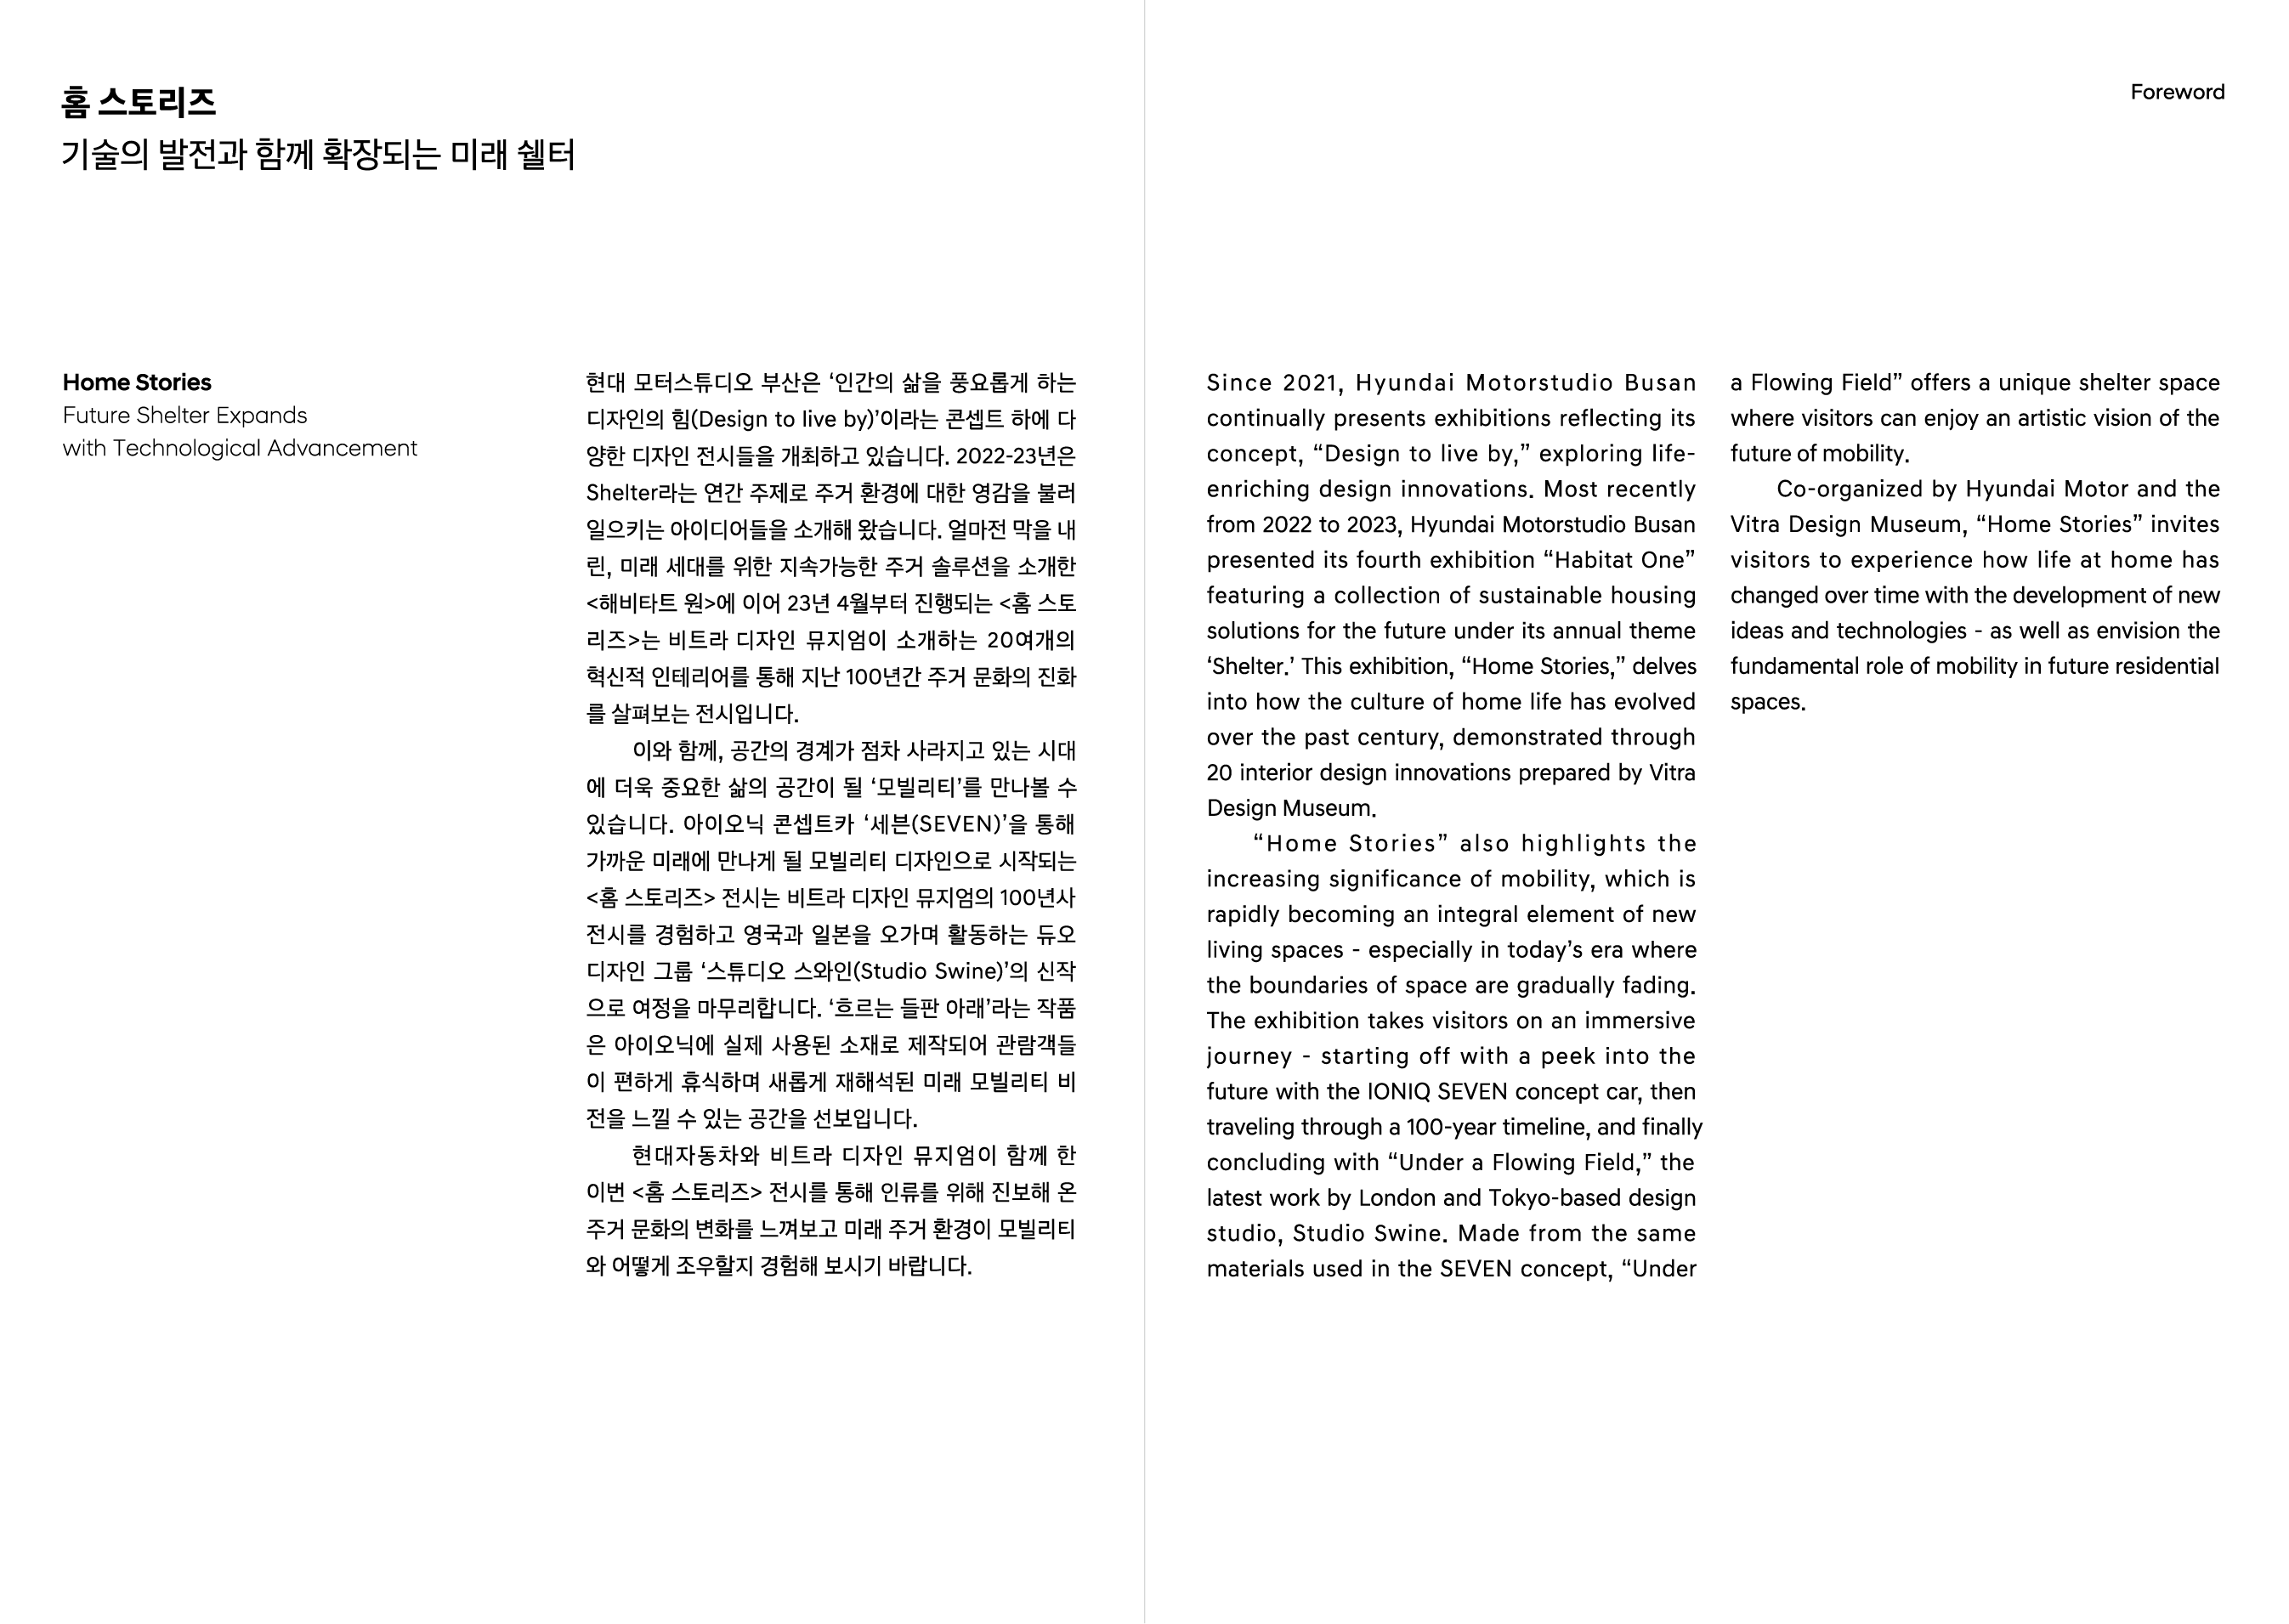 홈 스토리즈
기술의 발전과 함께 확장되는 미래 쉘터
Foreword
Home Stories
Future Shelter Expands
with Technological Advancement
현대 모터스튜디오 부산은 ‘인간의 삶을 풍요롭게 하는
디자인의 힘(Design to live by)’이라는 콘셉트 하에 다
양한 디자인 전시들을 개최하고 있습니다. 2022-23년은
Shelter라는 연간 주제로 주거 환경에 대한 영감을 불러
일으키는 아이디어들을 소개해 왔습니다. 얼마전 막을 내
린, 미래 세대를 위한 지속가능한 주거 솔루션을 소개한
<해비타트 원>에 이어 23년 4월부터 진행되는 <홈 스토
리즈>는 비트라 디자인 뮤지엄이 소개하는 20여개의
혁신적 인테리어를 통해 지난 100년간 주거 문화의 진화
를 살펴보는 전시입니다.
이와 함께, 공간의 경계가 점차 사라지고 있는 시대
에 더욱 중요한 삶의 공간이 될 ‘모빌리티’를 만나볼 수
있습니다. 아이오닉 콘셉트카 ‘세븐(SEVEN)’을 통해
가까운 미래에 만나게 될 모빌리티 디자인으로 시작되는
<홈 스토리즈> 전시는 비트라 디자인 뮤지엄의 100년사
전시를 경험하고 영국과 일본을 오가며 활동하는 듀오
디자인 그룹 ‘스튜디오 스와인(Studio Swine)’의 신작
으로 여정을 마무리합니다. ‘흐르는 들판 아래’라는 작품
은 아이오닉에 실제 사용된 소재로 제작되어 관람객들
이 편하게 휴식하며 새롭게 재해석된 미래 모빌리티 비
전을 느낄 수 있는 공간을 선보입니다.
현대자동차와 비트라 디자인 뮤지엄이 함께 한
이번 <홈 스토리즈> 전시를 통해 인류를 위해 진보해 온
주거 문화의 변화를 느껴보고 미래 주거 환경이 모빌리티
와 어떻게 조우할지 경험해 보시기 바랍니다.
Since 2021, Hyundai Motorstudio Busan
continually presents exhibitions reflecting its
concept, “Design to live by,” exploring life-
enriching design innovations. Most recently
from 2022 to 2023, Hyundai Motorstudio Busan
presented its fourth exhibition “Habitat One”
featuring a collection of sustainable housing
solutions for the future under its annual theme
‘Shelter.’ This exhibition, “Home Stories,” delves
into how the culture of home life has evolved
over the past century, demonstrated through
20 interior design innovations prepared by Vitra
Design Museum.
“Home Stories” also highlights the
increasing significance of mobility, which is
rapidly becoming an integral element of new
living spaces - especially in today’s era where
the boundaries of space are gradually fading.
The exhibition takes visitors on an immersive
journey - starting off with a peek into the
future with the IONIQ SEVEN concept car, then
traveling through a 100-year timeline, and finally
concluding with “Under a Flowing Field,” the
latest work by London and Tokyo-based design
studio, Studio Swine. Made from the same
materials used in the SEVEN concept, “Under
a Flowing Field” offers a unique shelter space
where visitors can enjoy an artistic vision of the
future of mobility.
Co-organized by Hyundai Motor and the
Vitra Design Museum, “Home Stories” invites
visitors to experience how life at home has
changed over time with the development of new
ideas and technologies - as well as envision the
fundamental role of mobility in future residential
spaces.